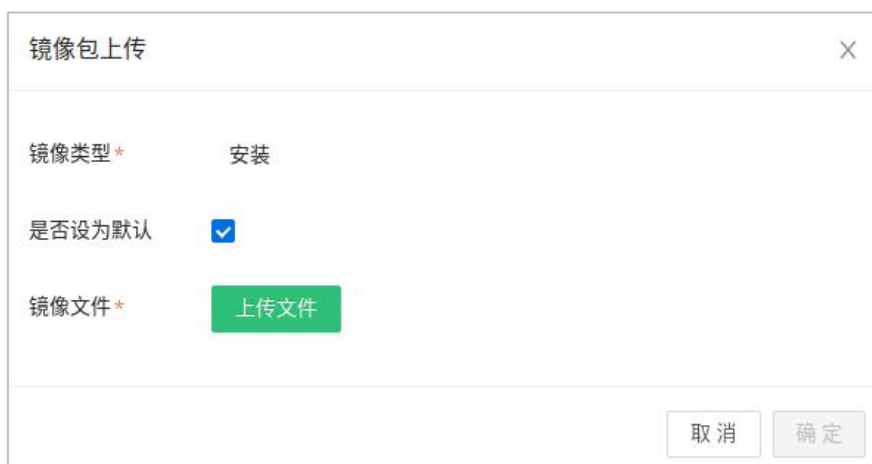 镜像包上传
镜像类型* 安装
是否设为默认
镜像文件* 上传文件
取消 确定